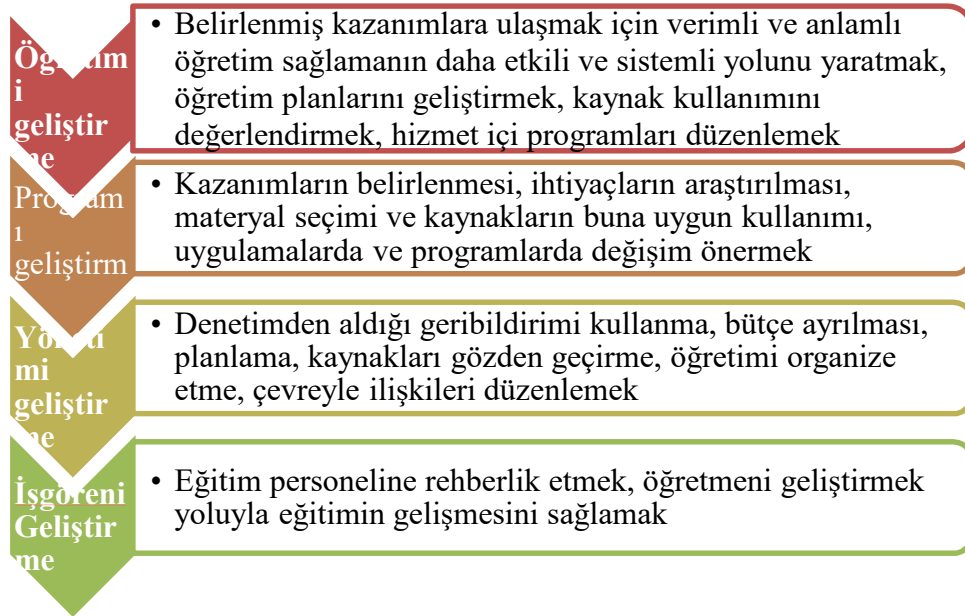 Öğretim
i
geliştir
me
• Belirlenmiş kazanımlara ulaşmak için verimli ve anlamlı
öğretim sağlamanın daha etkili ve sistemli yolunu yaratmak,
öğretim planlarını geliştirmek, kaynak kullanımını
değerlendirmek, hizmet içi programları düzenlemek
Program
ı
geliştirm
• Kazanımların belirlenmesi, ihtiyaçların araştırılması,
materyal seçimi ve kaynakların buna uygun kullanımı,
uygulamalarda ve programlarda değişim önermek
Yöneti
mi
geliştir
me
• Denetimden aldığı geribildirimi kullanma, bütçe ayrılması,
planlama, kaynakları gözden geçirme, öğretimi organize
etme, çevreyle ilişkileri düzenlemek
İşgöreni
Geliştir
me
• Eğitim personeline rehberlik etmek, öğretmeni geliştirmek
yoluyla eğitimin gelişmesini sağlamak